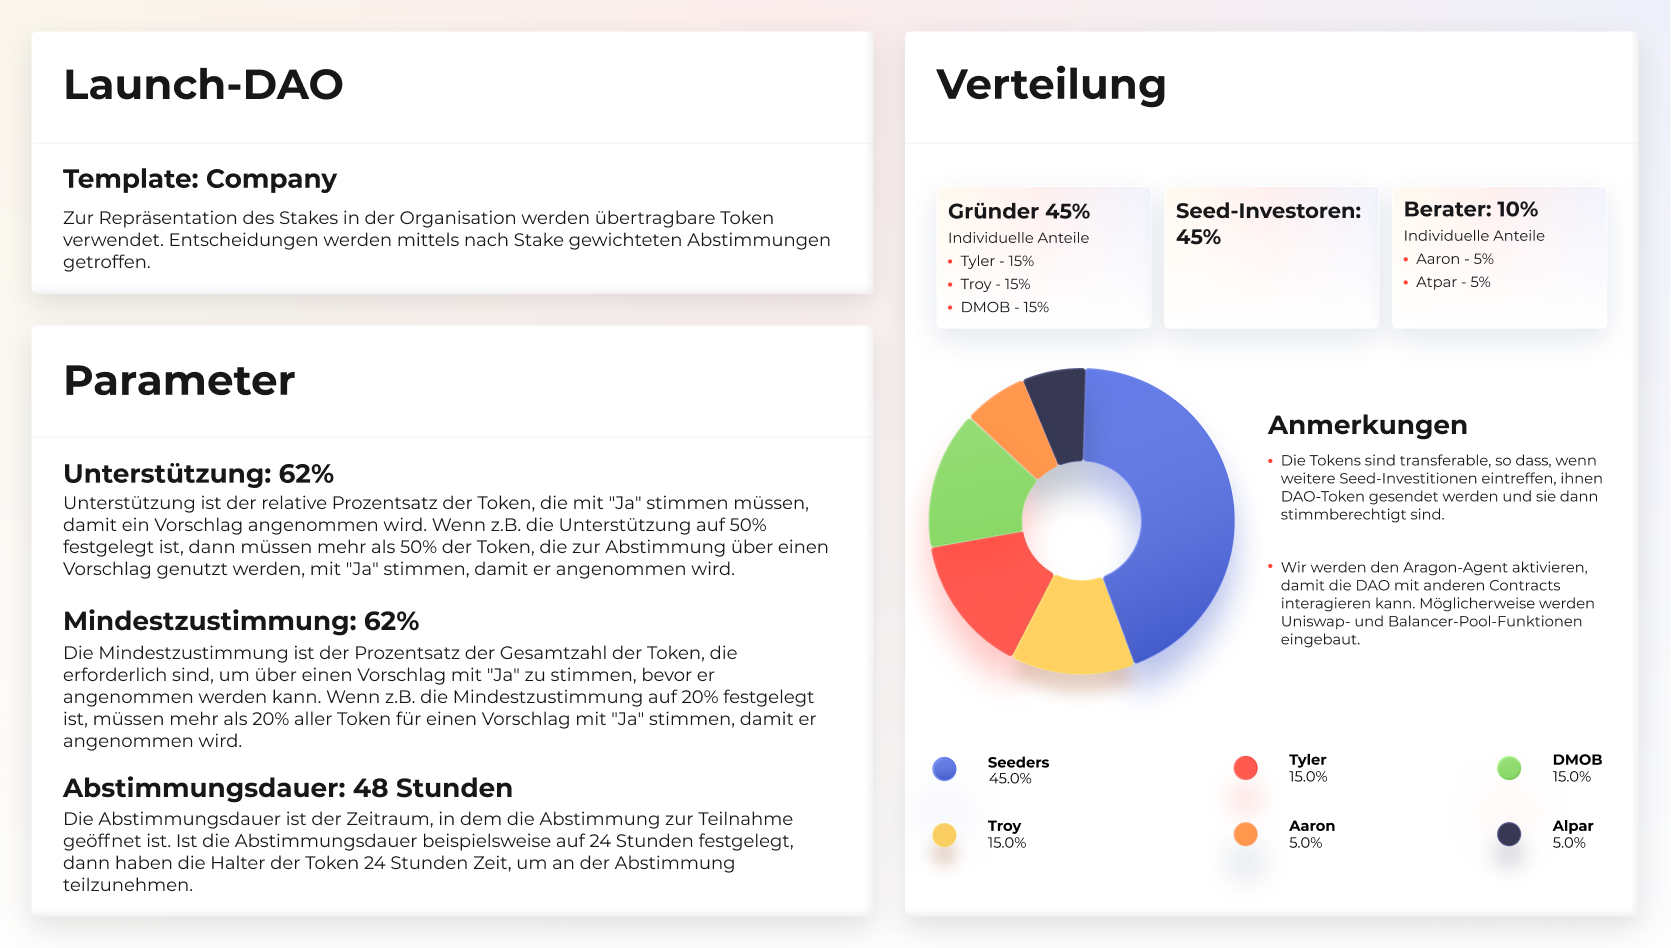 Launch-DAO
Template: Company
Zur Repräsentation des Stakes in der Organisation werden übertragbare Token
verwendet. Entscheidungen werden mittels nach Stake gewichteten Abstimmungen
getroffen.
Parameter
Unterstützung: 62%
Unterstützung ist der relative Prozentsatz der Token, die mit "Ja" stimmen müssen,
damit ein Vorschlag angenommen wird. Wenn z.B. die Unterstützung auf 50%
festgelegt ist, dann müssen mehr als 50% der Token, die zur Abstimmung über einen
Vorschlag genutzt werden, mit "Ja" stimmen, damit er angenommen wird.
Mindestzustimmung: 62%
Die Mindestzustimmung ist der Prozentsatz der Gesamtzahl der Token, die
erforderlich sind, um über einen Vorschlag mit "Ja" zu stimmen, bevor er
angenommen werden kann. Wenn z.B. die Mindestzustimmung auf 20% festgelegt
ist, müssen mehr als 20% aller Token für einen Vorschlag mit "Ja" stimmen, damit er
angenommen wird.
Abstimmungsdauer: 48 Stunden
Die Abstimmungsdauer ist der Zeitraum, in dem die Abstimmung zur Teilnahme
geöffnet ist. Ist die Abstimmungsdauer beispielsweise auf 24 Stunden festgelegt,
dann haben die Halter der Token 24 Stunden Zeit, um an der Abstimmung
teilzunehmen.
Verteilung
Gründer 45%
Individuelle Anteile
• Tyler - 15%
• Troy - 15%
• DMOB - 15%
Seed-Investoren:
45%
Berater: 10%
Individuelle Anteile
• Aaron - 5%
• Atpar - 5%
Anmerkungen
• Die Tokens sind transferable, so dass, wenn
weitere Seed-Investitionen eintreffen, ihnen
DAO-Token gesendet werden und sie dann
stimmberechtigt sind.
• Wir werden den Aragon-Agent aktivieren,
damit die DAO mit anderen Contracts
interagieren kann. Möglicherweise werden
Uniswap- und Balancer-Pool-Funktionen
eingebaut.
Seeders
45.0%
Tyler
15.0%
DMOB
15.0%
Troy
15.0%
Aaron
5.0%
Alpar
5.0%